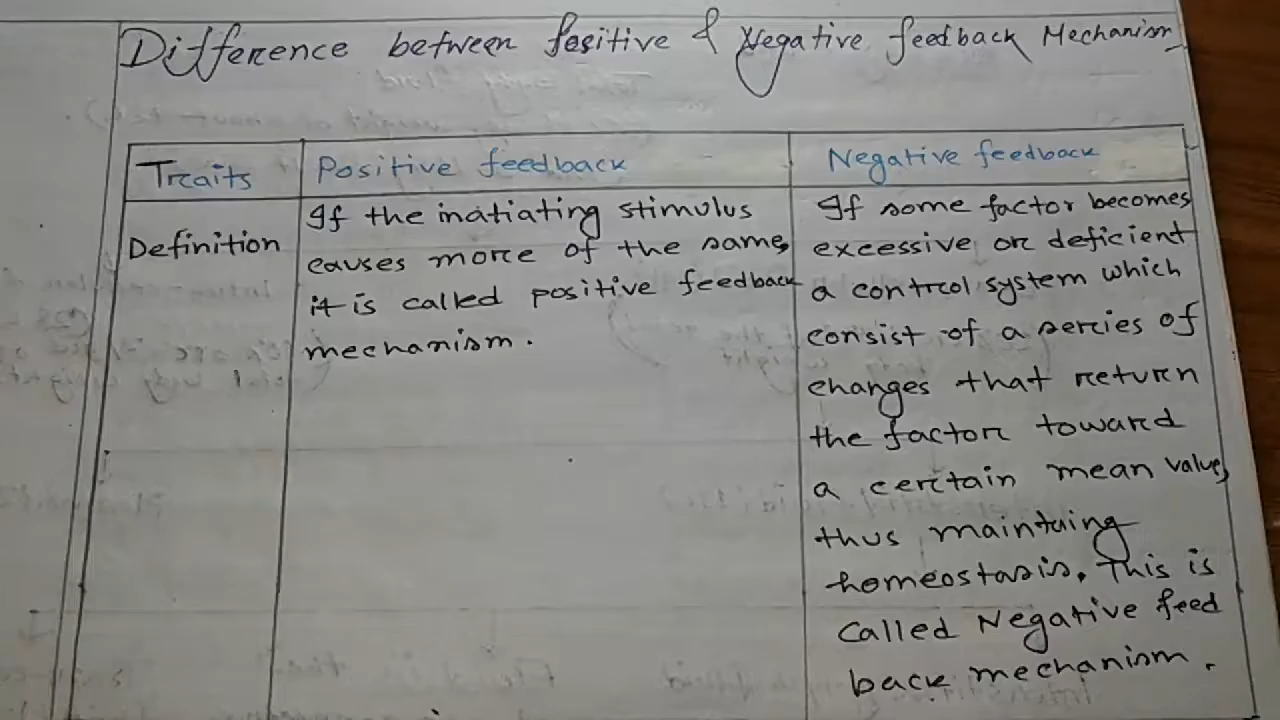 Difference between Positive & Negative feedback Mechanism
Traits
Positive feedback
Negative feedback
Definition
If the inatiating stimulus
causes more of the same,
it is called positive feedback
mechanism.
If some factor becomes
excessive or deficient
a control system which
consist of a series of
changes that return
the factor toward
a certain mean value,
thus maintaing
homeostasis. This is
called Negative feed
back mechanism.